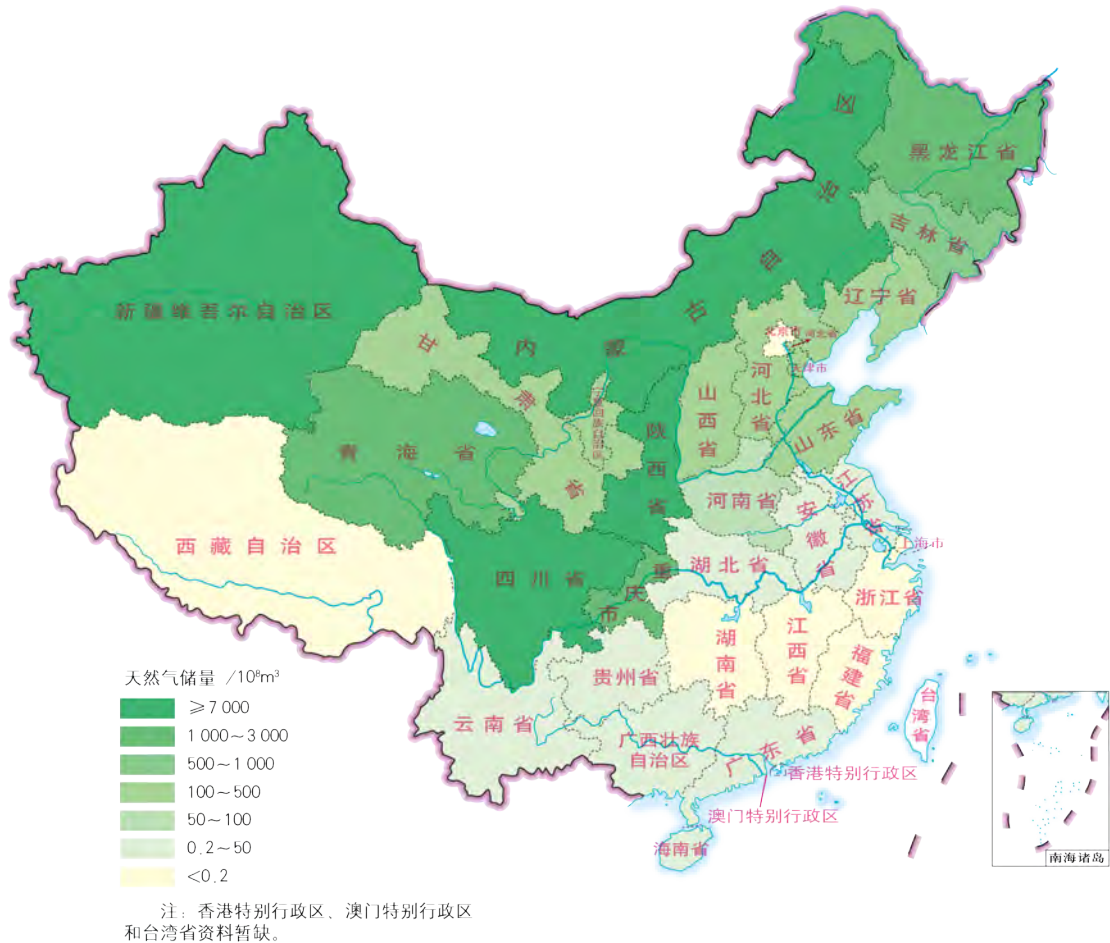 黑龙江省
吉林省
辽宁省
内蒙古自治区
新疆维吾尔自治区
甘肃省
北京市
河北省
天津市
河北省
山西省
山东省
陕西省
青海省
河南省
江苏省
安徽省
上海市
西藏自治区
四川省
重庆市
湖北省
浙江省
湖南省
江西省
福建省
贵州省
云南省
广西壮族
自治区
广东省
台湾省
香港特别行政区
澳门特别行政区
海南省
南海诸岛
天然气储量 /10⁸m³
≥7 000
1 000~3 000
500~1 000
100~500
50~100
0.2~50
<0.2
注：香港特别行政区、澳门特别行政区
和台湾省资料暂缺。